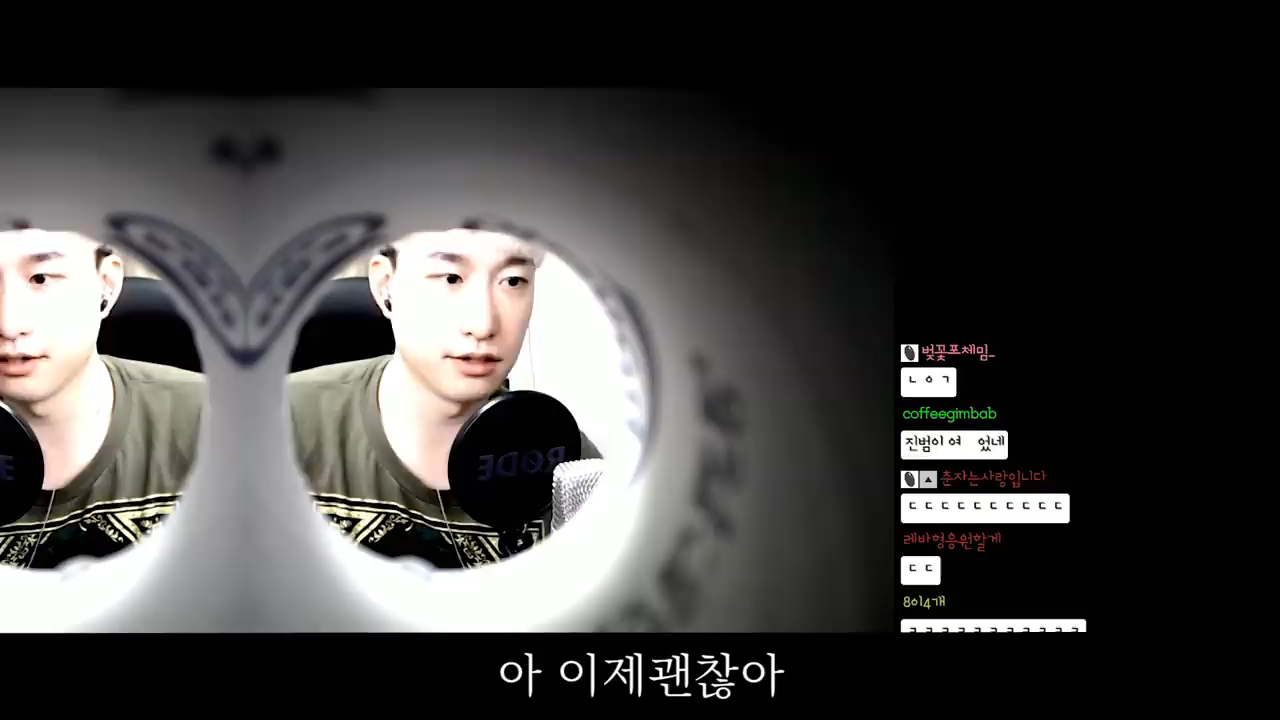 벚꽃포체밈_
ㄴㅇㄱ
coffeegimbab
진범이 여 었네
춘자는사랑입니다
ㄷㄷㄷㄷㄷㄷㄷㄷㄷㄷ
레바형응원할게
ㄷㄷ
80l4개
RODE
아 이제괜찮아